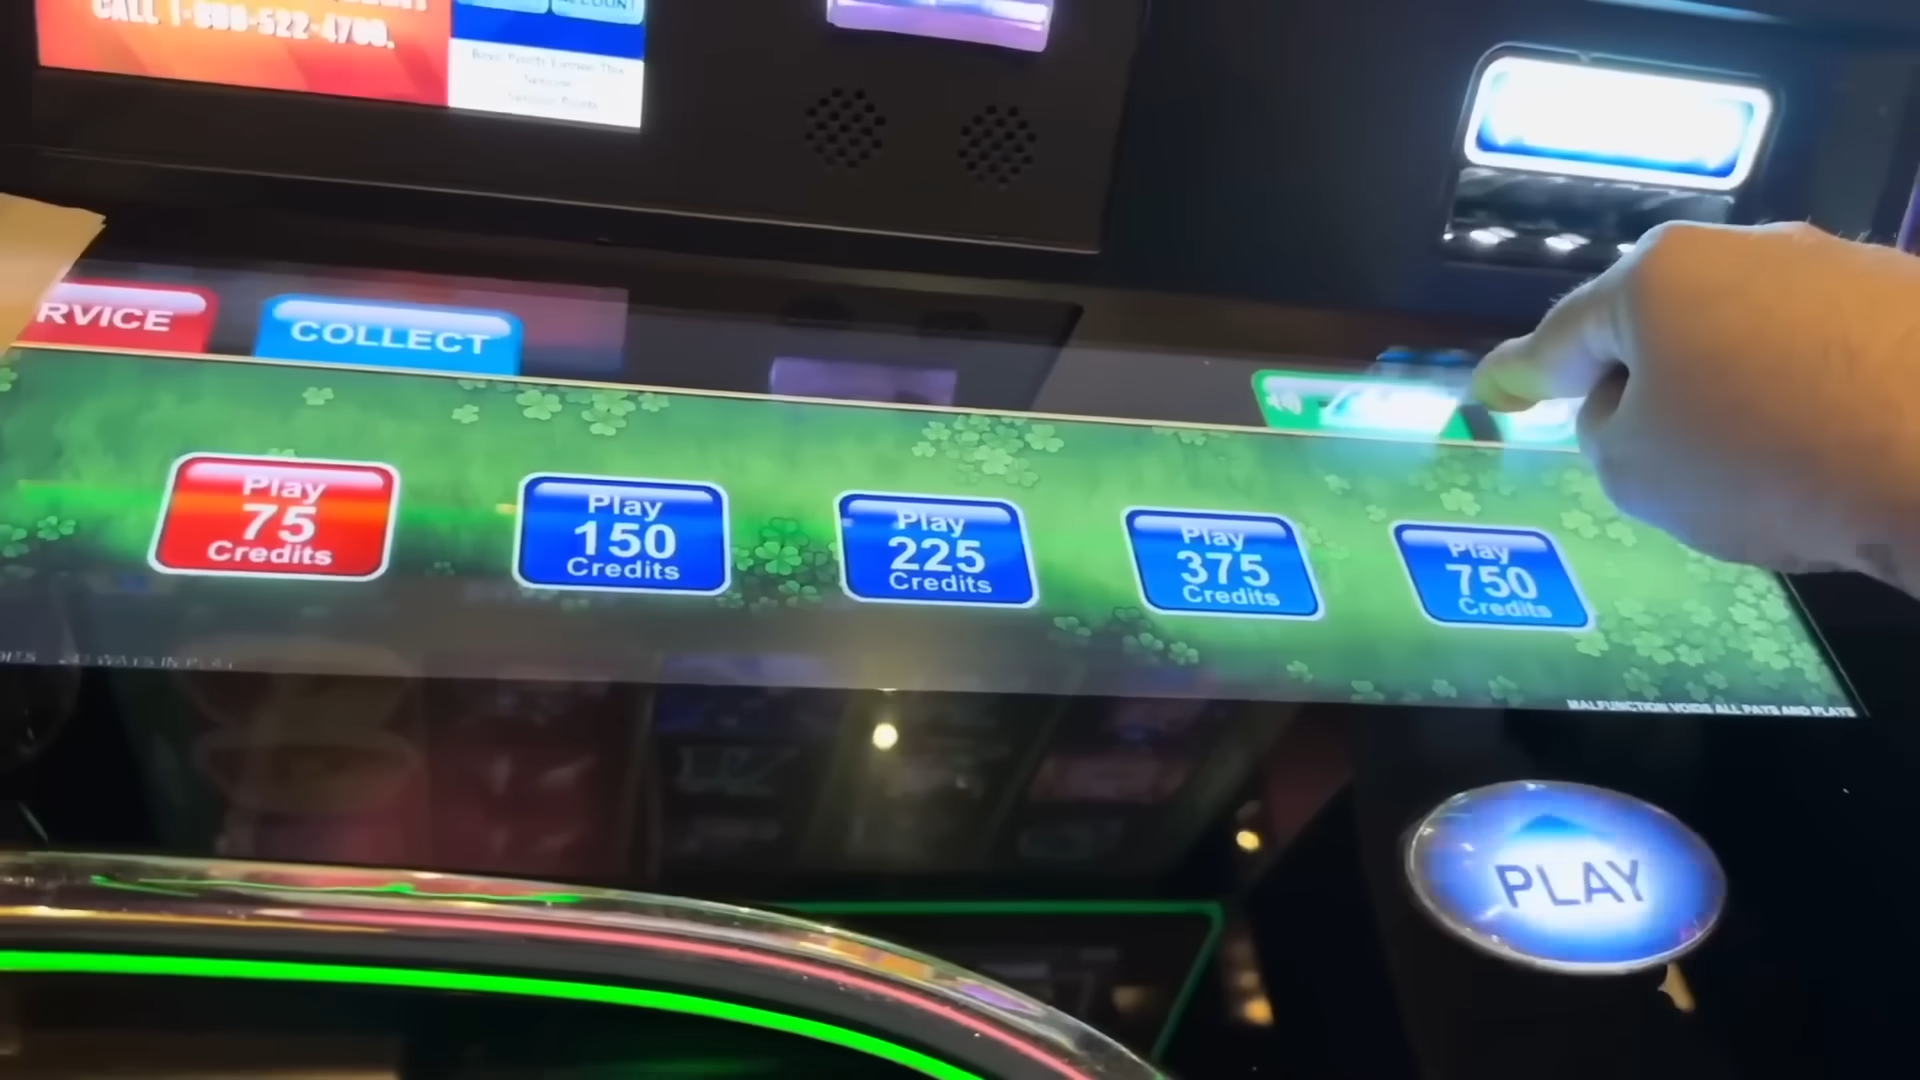 CALL 1-800-522-4700.
ACCOUNT
RVICE
COLLECT
Play
75
Credits
Play
150
Credits
Play
225
Credits
Play
375
Credits
Play
750
Credits
MALFUNCTION VOIDS ALL PAYS AND PLAYS
PLAY